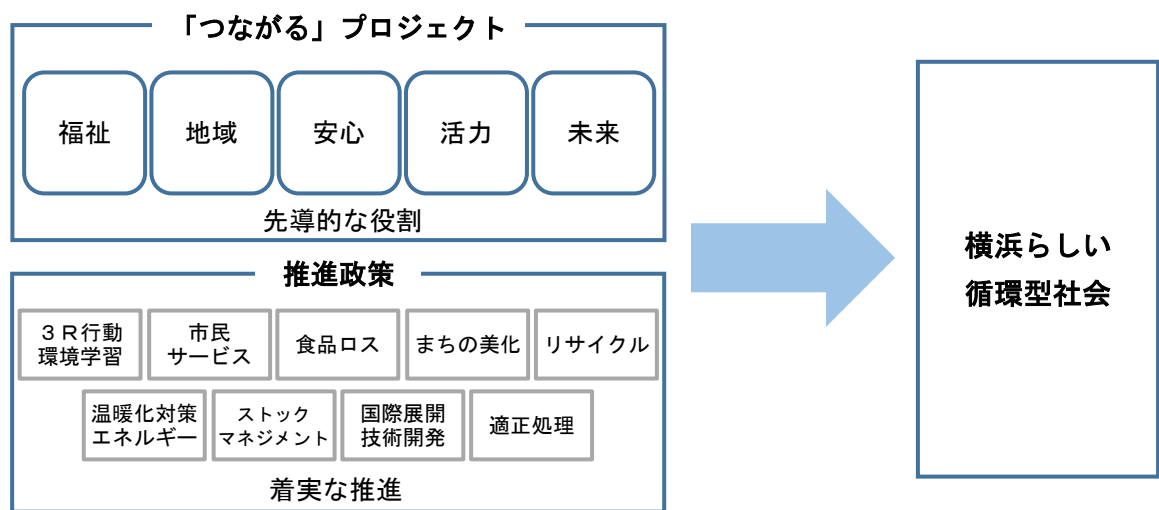 「つながる」プロジェクト
福祉
地域
安心
活力
未来
先導的な役割
推進政策
３Ｒ行動
環境学習
市民
サービス
食品ロス
まちの美化
リサイクル
温暖化対策
エネルギー
ストック
マネジメント
国際展開
技術開発
適正処理
着実な推進
横浜らしい
循環型社会